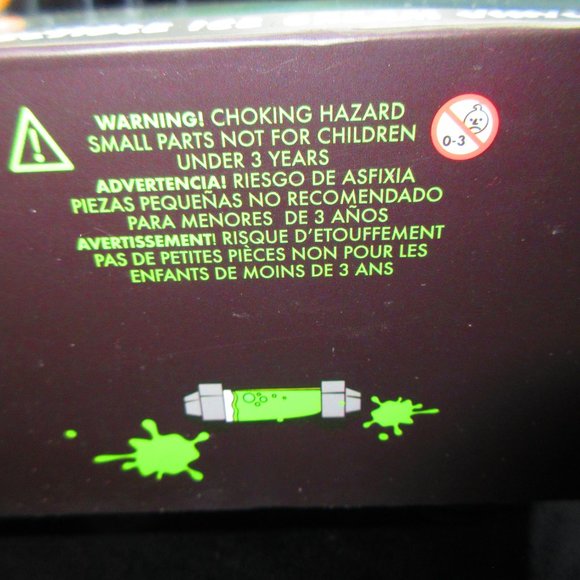 WARNING! CHOKING HAZARD
SMALL PARTS NOT FOR CHILDREN
UNDER 3 YEARS
0-3
ADVERTENCIA! RIESGO DE ASFIXIA
PIEZAS PEQUEÑAS NO RECOMENDADO
PARA MENORES DE 3 AÑOS
AVERTISSEMENT! RISQUE D'ETOUFFEMENT
PAS DE PETITES PIÈCES NON POUR LES
ENFANTS DE MOINS DE 3 ANS